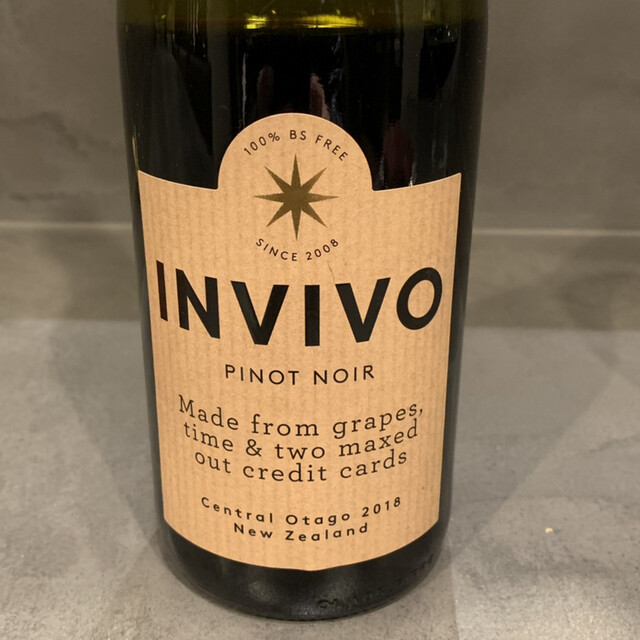 100% BS FREE
SINCE 2008
INVIVO
PINOT NOIR
Made from grapes,
time & two maxed
out credit cards
Central Otago 2018
New Zealand